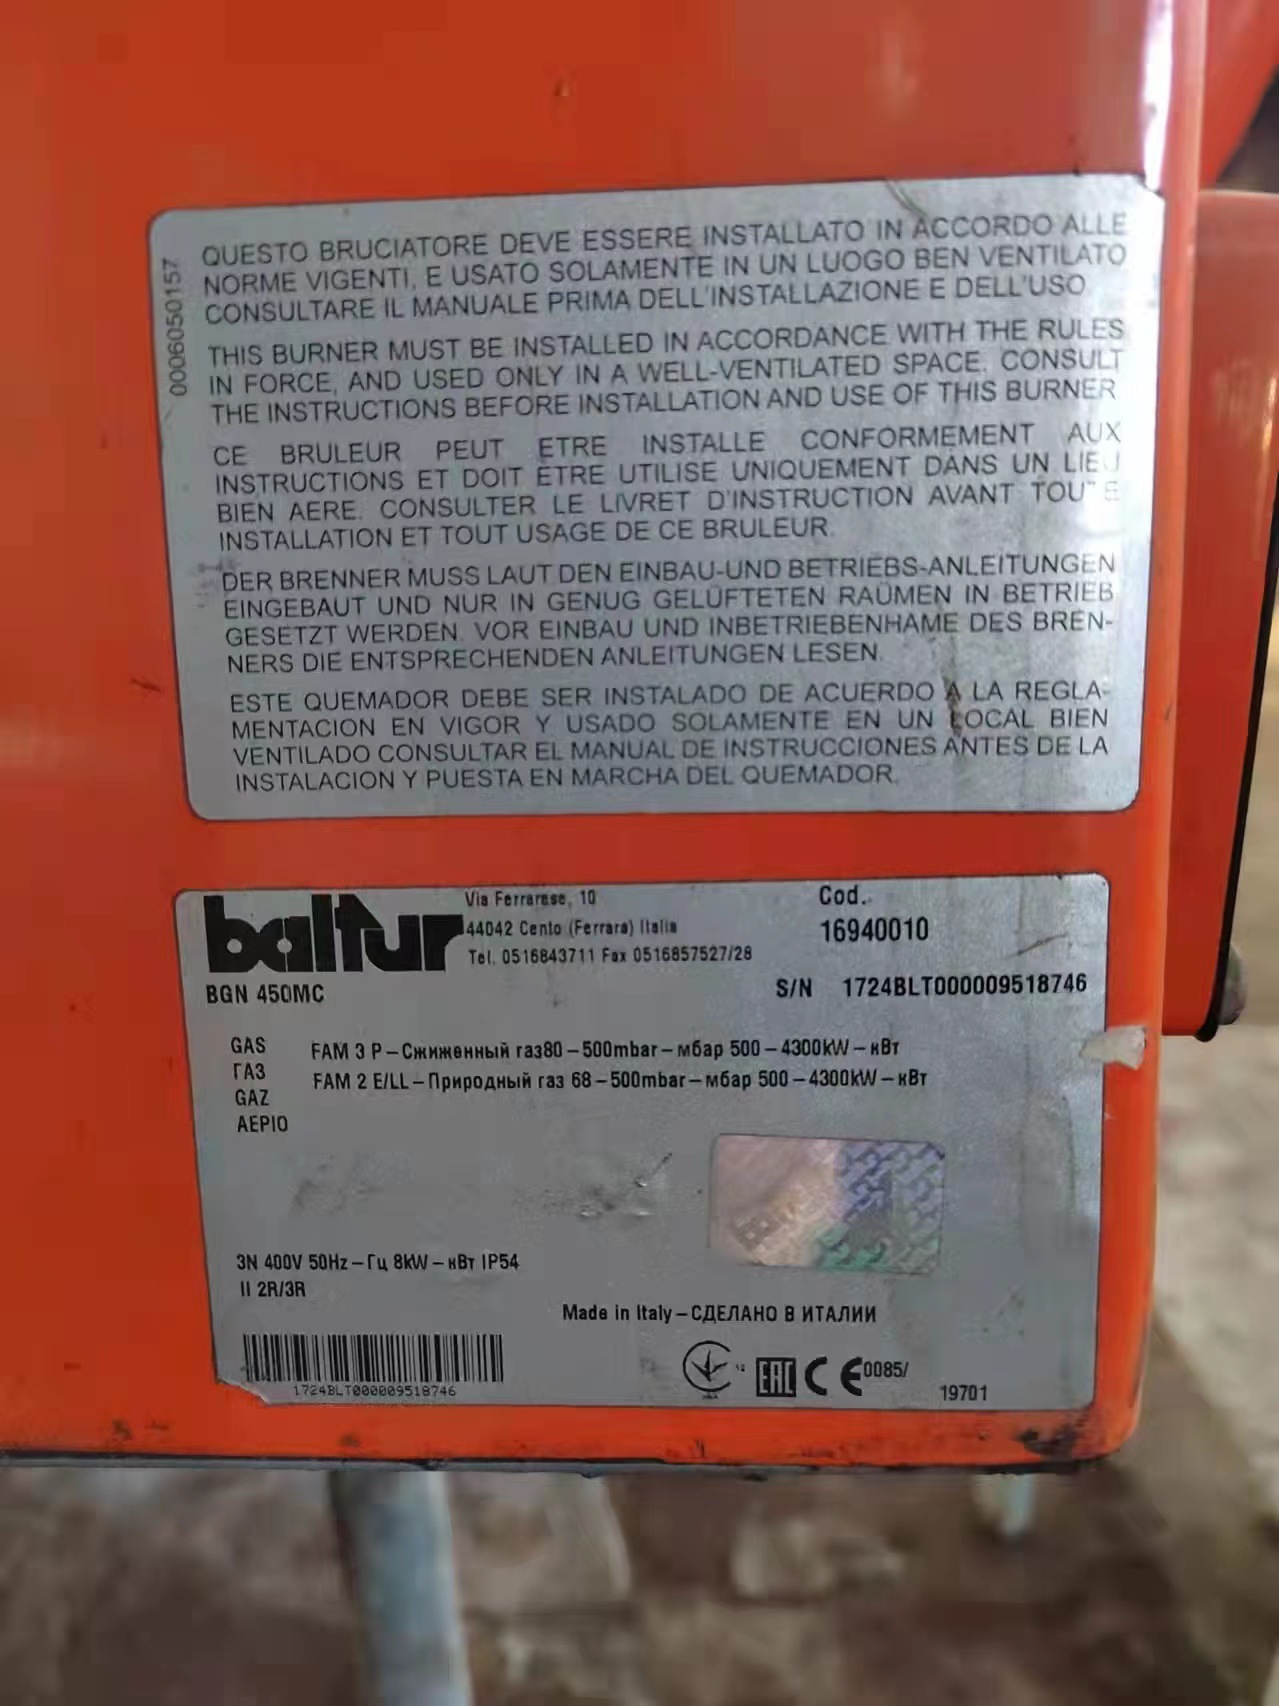 0006050157
QUESTO BRUCIATORE DEVE ESSERE INSTALLATO IN ACCORDO ALLE
NORME VIGENTI, E USATO SOLAMENTE IN UN LUOGO BEN VENTILATO
CONSULTARE IL MANUALE PRIMA DELL'INSTALLAZIONE E DELL'USO
THIS BURNER MUST BE INSTALLED IN ACCORDANCE WITH THE RULES
IN FORCE, AND USED ONLY IN A WELL-VENTILATED SPACE. CONSULT
THE INSTRUCTIONS BEFORE INSTALLATION AND USE OF THIS BURNER
CE BRULEUR PEUT ETRE INSTALLE CONFORMEMENT AUX
INSTRUCTIONS ET DOIT ETRE UTILISE UNIQUEMENT DANS UN LIEU
BIEN AERE. CONSULTER LE LIVRET D'INSTRUCTION AVANT TOUTE
INSTALLATION ET TOUT USAGE DE CE BRULEUR.
DER BRENNER MUSS LAUT DEN EINBAU-UND BETRIEBS-ANLEITUNGEN
EINGEBAUT UND NUR IN GENUG GELÜFTETEN RAÜMEN IN BETRIEB
GESETZT WERDEN. VOR EINBAU UND INBETRIEBENHAME DES BREN-
NERS DIE ENTSPRECHENDEN ANLEITUNGEN LESEN.
ESTE QUEMADOR DEBE SER INSTALADO DE ACUERDO A LA REGLA-
MENTACION EN VIGOR Y USADO SOLAMENTE EN UN LOCAL BIEN
VENTILADO CONSULTAR EL MANUAL DE INSTRUCCIONES ANTES DE LA
INSTALACION Y PUESTA EN MARCHA DEL QUEMADOR.
baltur
Via Ferrarese, 10
44042 Cento (Ferrara) Italia
Tel. 0516843711 Fax 0516857527/28
Cod.
16940010
BGN 450MC
S/N 1724BLT000009518746
GAS FAM 3 P-Сжиженный газ80-500mbar-мбар 500-4300kW-кВт
ГАЗ FAM 2 E/LL-Природный газ 68-500mbar-мбар 500-4300kW-кВт
GAZ
ΑΕΡΙΟ
3N 400V 50Hz-Гц 8kW-кВт IP54
II 2R/3R
Made in Italy-СДЕЛАНО В ИТАЛИИ
1724BLT000009518746
EAC CE 0085/
19701